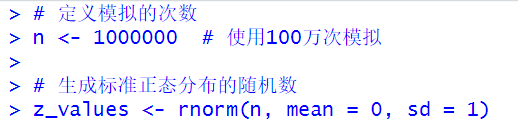 > # 定义模拟的次数
> n <- 1000000  # 使用100万次模拟
>
> # 生成标准正态分布的随机数
> z_values <- rnorm(n, mean = 0, sd = 1)